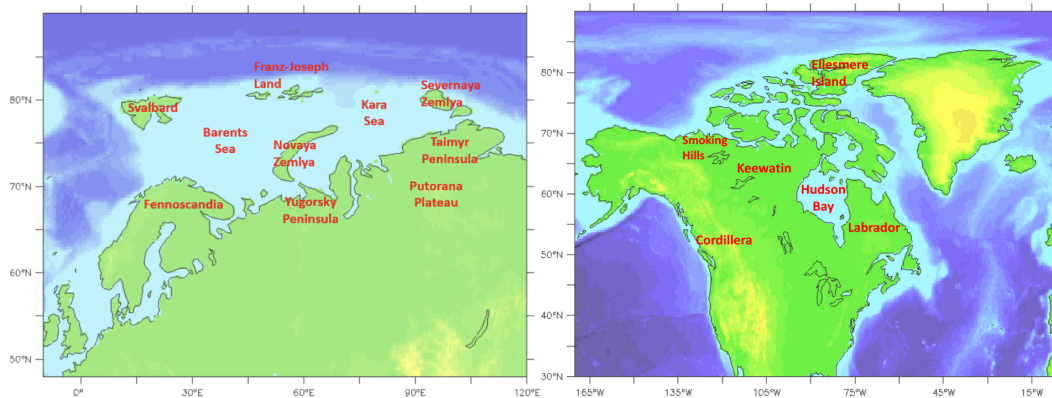 Franz-Joseph
Land
Severnaya
Zemlya
Svalbard
Kara
Sea
Barents
Sea
Novaya
Zemlya
Taimyr
Peninsula
Putorana
Plateau
Fennoscandia
Yugorsky
Peninsula
80°N
70°N
60°N
50°N
0°
30°E
60°E
90°E
120°E
Ellesmere
Island
Smoking
Hills
Keewatin
Hudson
Bay
Labrador
Cordillera
80°N
70°N
60°N
50°N
40°N
30°N
165°W
135°W
105°W
75°W
45°W
15°W